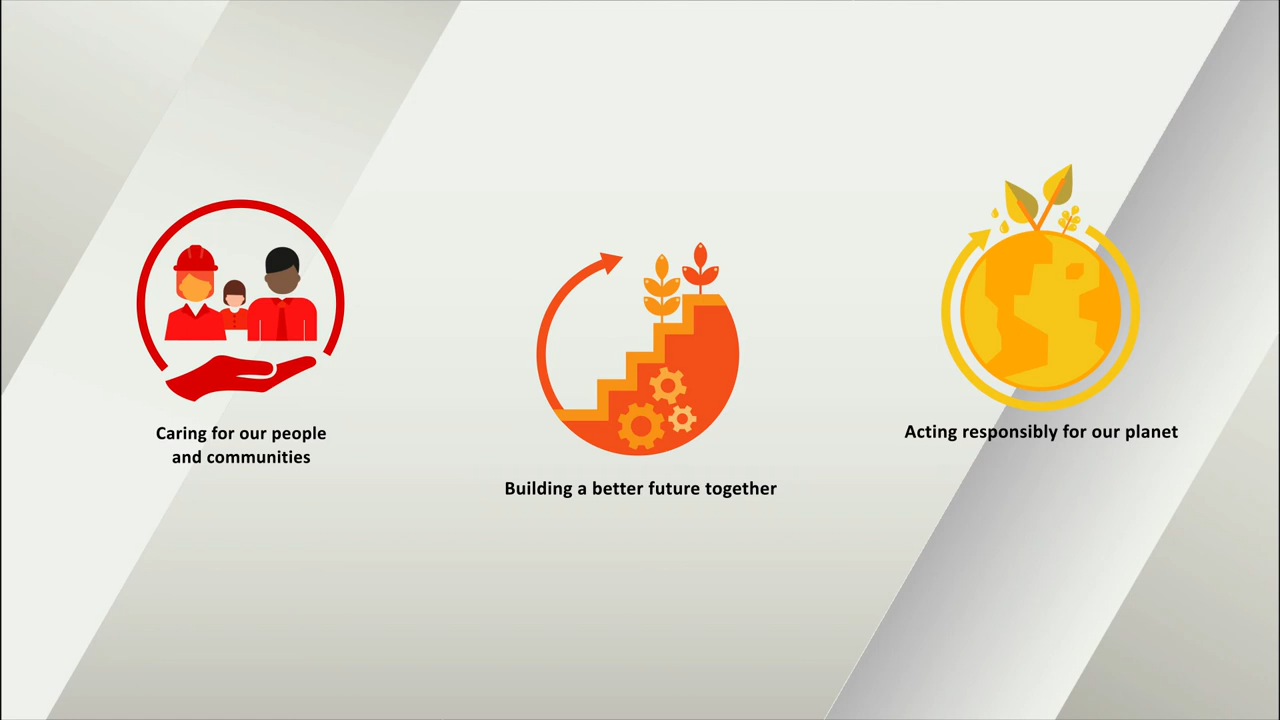 Caring for our people
and communities
Building a better future together
Acting responsibly for our planet